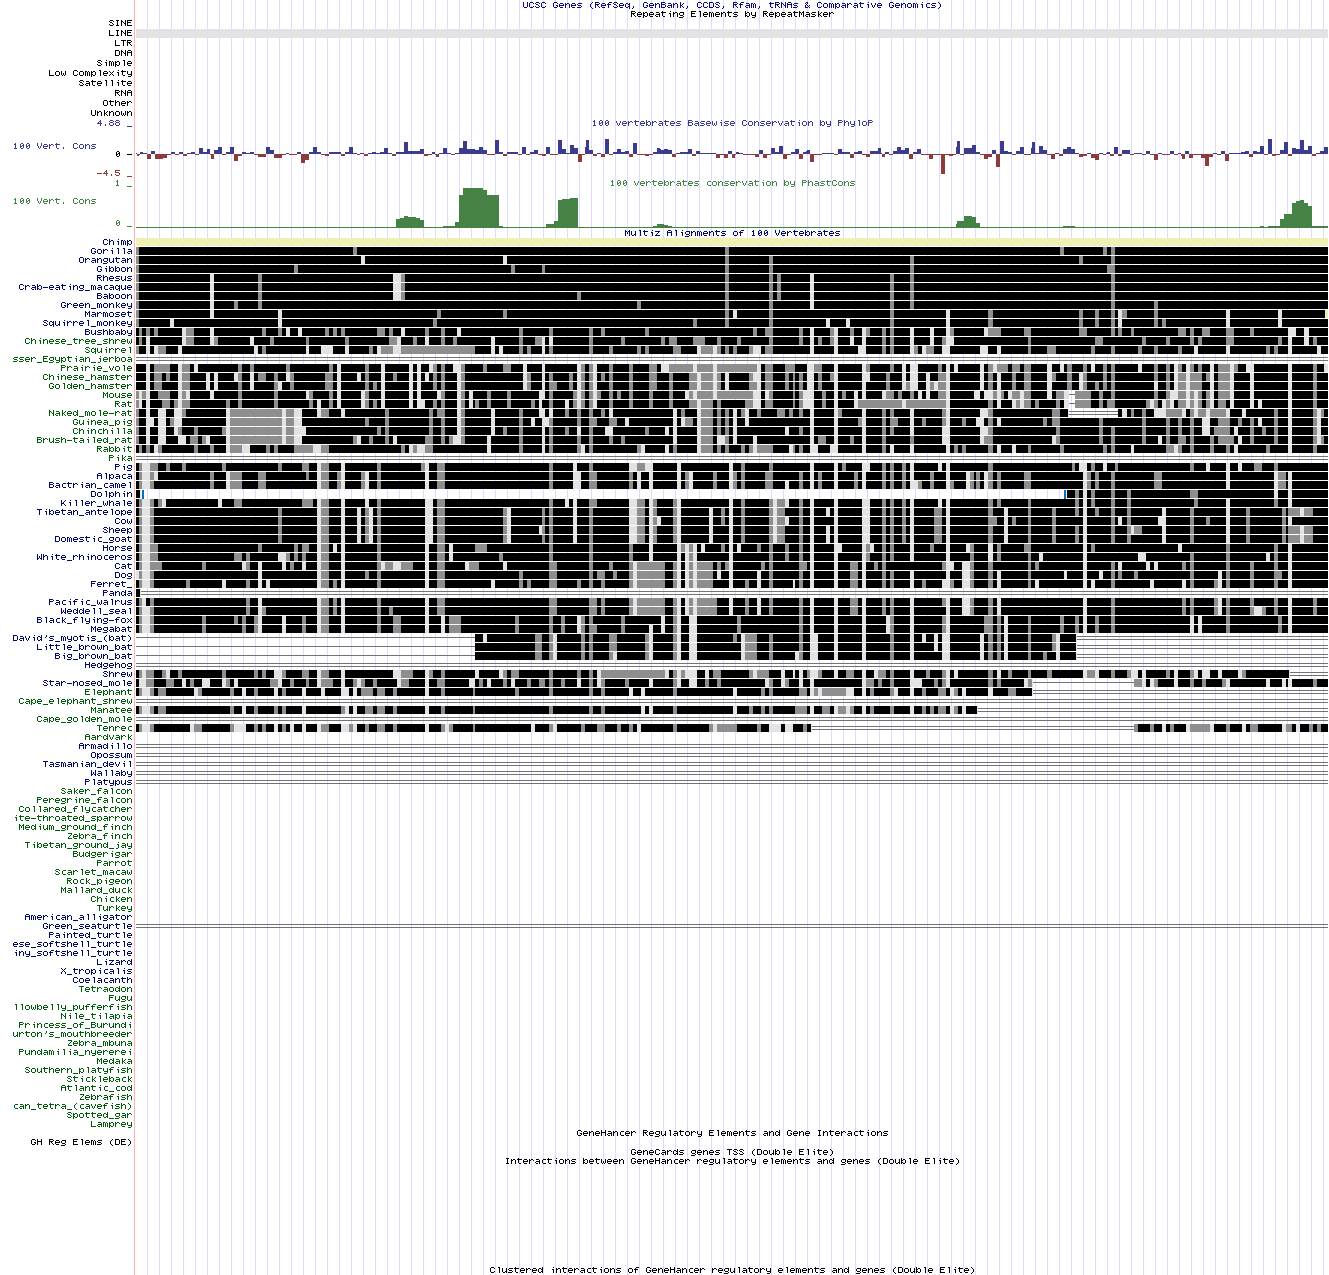 UCSC Genes (RefSeq, GenBank, CCDS, Rfam, tRNAs & Comparative Genomics)
Repeating Elements by RepeatMasker
SINE
LINE
LTR
DNA
Simple
Low Complexity
Satellite
RNA
Other
Unknown
4.88 _
100 vertebrates Basewise Conservation by PhyloP
100 Vert. Cons
0 -
-4.5 _
100 vertebrates conservation by PhastCons
1 _
100 Vert. Cons
0 _
Multiz Alignments of 100 Vertebrates
Chimp
Gorilla
Orangutan
Gibbon
Rhesus
Crab-eating_macaque
Baboon
Green_monkey
Marmoset
Squirrel_monkey
Bushbaby
Chinese_tree_shrew
Squirrel
sser_Egyptian_jerboa
Prairie_vole
Chinese_hamster
Golden_hamster
Mouse
Rat
Naked_mole-rat
Guinea_pig
Chinchilla
Brush-tailed_rat
Rabbit
Pika
Pig
Alpaca
Bactrian_camel
Dolphin
Killer_whale
Tibetan_antelope
Cow
Sheep
Domestic_goat
Horse
White_rhinoceros
Cat
Dog
Ferret_
Panda
Pacific_walrus
Weddell_seal
Black_flying-fox
Megabat
David's_myotis_(bat)
Little_brown_bat
Big_brown_bat
Hedgehog
Shrew
Star-nosed_mole
Elephant
Cape_elephant_shrew
Manatee
Cape_golden_mole
Tenrec
Aardvark
Armadillo
Opossum
Tasmanian_devil
Wallaby
Platypus
Saker_falcon
Peregrine_falcon
Collared_flycatcher
ite-throated_sparrow
Medium_ground_finch
Zebra_finch
Tibetan_ground_jay
Budgerigar
Parrot
Scarlet_macaw
Rock_pigeon
Mallard_duck
Chicken
Turkey
American_alligator
Green_seaturtle
Painted_turtle
ese_softshell_turtle
iny_softshell_turtle
Lizard
X_tropicalis
Coelacanth
Tetraodon
Fugu
llowbelly_pufferfish
Nile_tilapia
Princess_of_Burundi
urton's_mouthbreeder
Zebra_mbuna
Pundamilia_nyererei
Medaka
Southern_platyfish
Stickleback
Atlantic_cod
Zebrafish
can_tetra_(cavefish)
Spotted_gar
Lamprey
GeneHancer Regulatory Elements and Gene Interactions
GH Reg Elems (DE)
GeneCards genes TSS (Double Elite)
Interactions between GeneHancer regulatory elements and genes (Double Elite)
Clustered interactions of GeneHancer regulatory elements and genes (Double Elite)